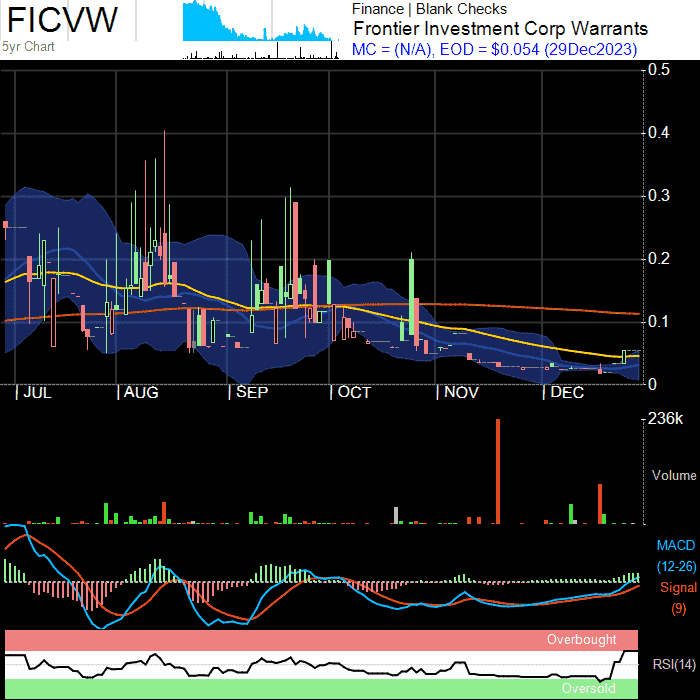 FICVW
5yr Chart
Finance | Blank Checks
Frontier Investment Corp Warrants
MC = (N/A), EOD = $0.054 (29Dec2023)
0.5
0.4
0.3
0.2
0.1
0
JUL AUG SEP OCT NOV DEC
236k
Volume
MACD
(12-26)
Signal
(9)
Overbought
RSI(14)
Oversold